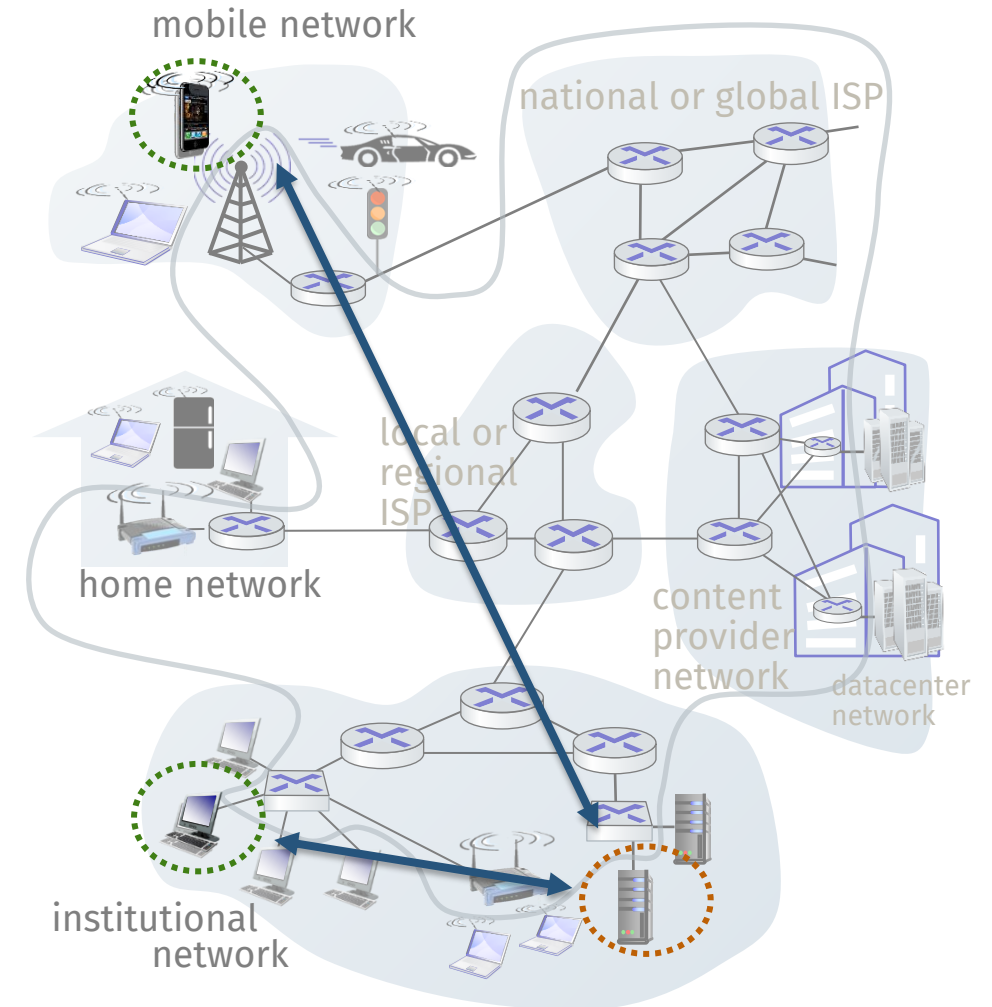 mobile network
national or global ISP
local or
regional
ISP
home network
content
provider
network
datacenter
network
institutional
network